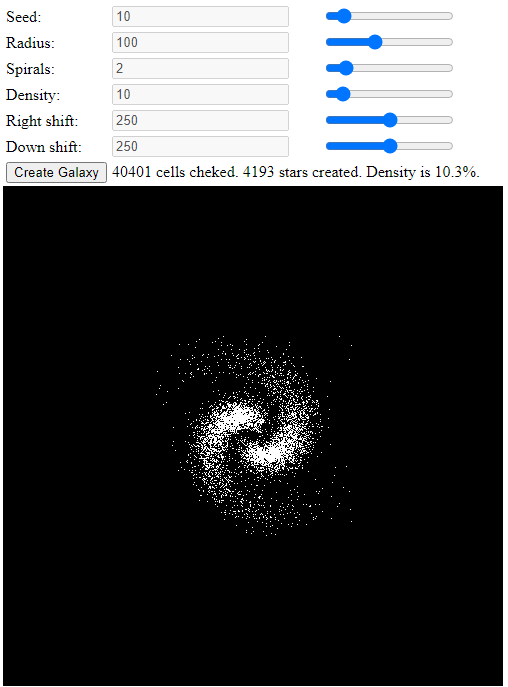 Seed: 10
Radius: 100
Spirals: 2
Density: 10
Right shift: 250
Down shift: 250
Create Galaxy 40401 cells cheked. 4193 stars created. Density is 10.3%.